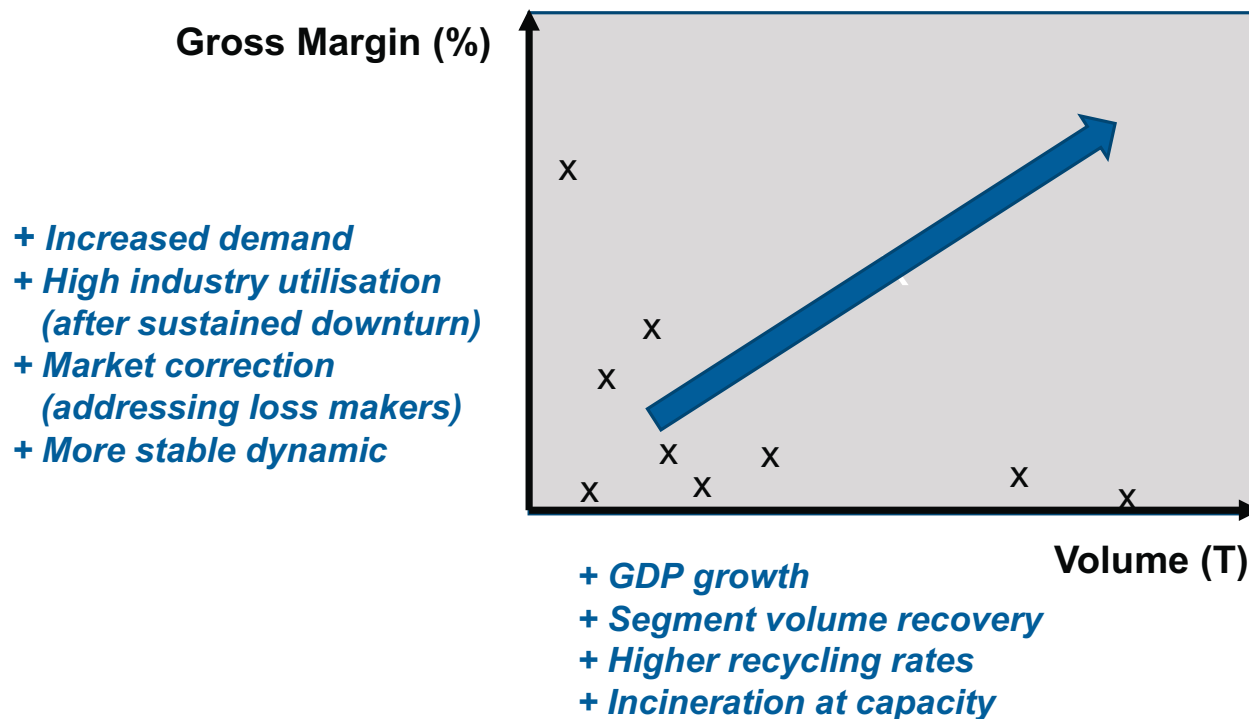 Gross Margin (%)
x
+ Increased demand
+ High industry utilisation
(after sustained downturn)
+ Market correction
(addressing loss makers)
+ More stable dynamic
x
x
x
x
x
x
x
x
Volume (T)
+ GDP growth
+ Segment volume recovery
+ Higher recycling rates
+ Incineration at capacity